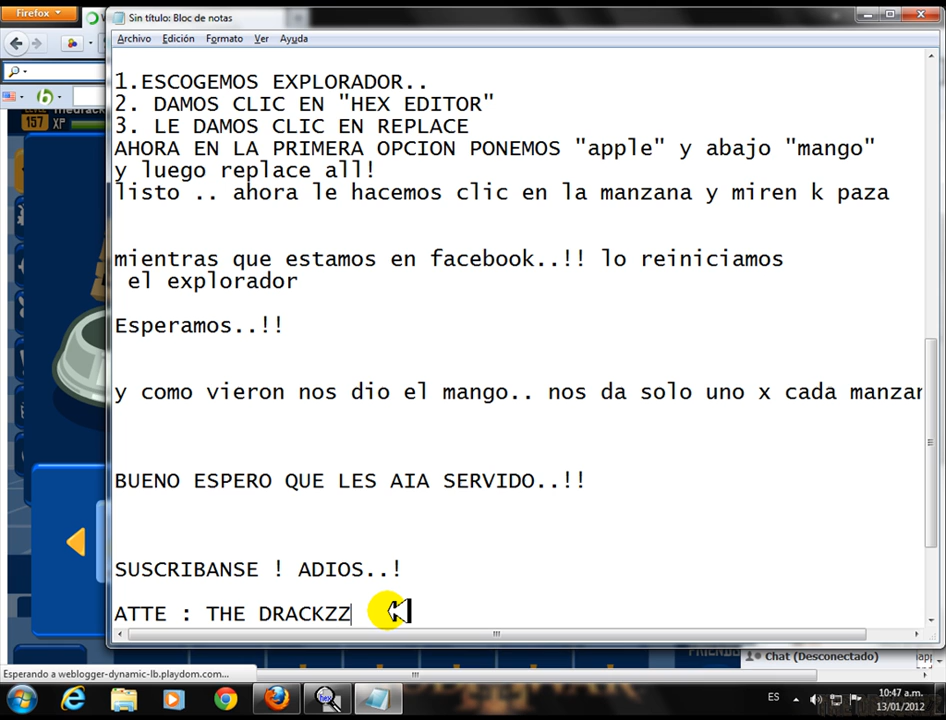 Firefox
Sin título: Bloc de notas
Archivo Edición Formato Ver Ayuda
157 XP
1.ESCOGEMOS EXPLORADOR..
2. DAMOS CLIC EN "HEX EDITOR"
3. LE DAMOS CLIC EN REPLACE
AHORA EN LA PRIMERA OPCION PONEMOS "apple" y abajo "mango"
y luego replace all!
listo .. ahora le hacemos clic en la manzana y miren k paza
mientras que estamos en facebook..!! lo reiniciamos
el explorador
Esperamos..!!
y como vieron nos dio el mango.. nos da solo uno x cada manzan
BUENO ESPERO QUE LES AIA SERVIDO..!!
SUSCRIBANSE ! ADIOS..!
ATTE : THE DRACKZZ
Chat (Desconectado)
Esperando a weblogger-dynamic-lb.playdom.com...
hex
ES
10:47 a.m.
13/01/2012